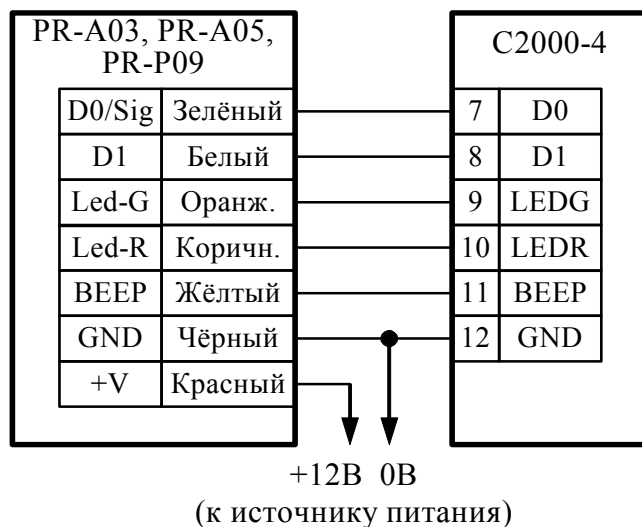 PR-A03, PR-A05,
PR-P09
C2000-4
D0/Sig Зелёный 7 D0
D1 Белый 8 D1
Led-G Оранж. 9 LEDG
Led-R Коричн. 10 LEDR
BEEP Жёлтый 11 BEEP
GND Чёрный 12 GND
+V Красный
+12В 0В
(к источнику питания)